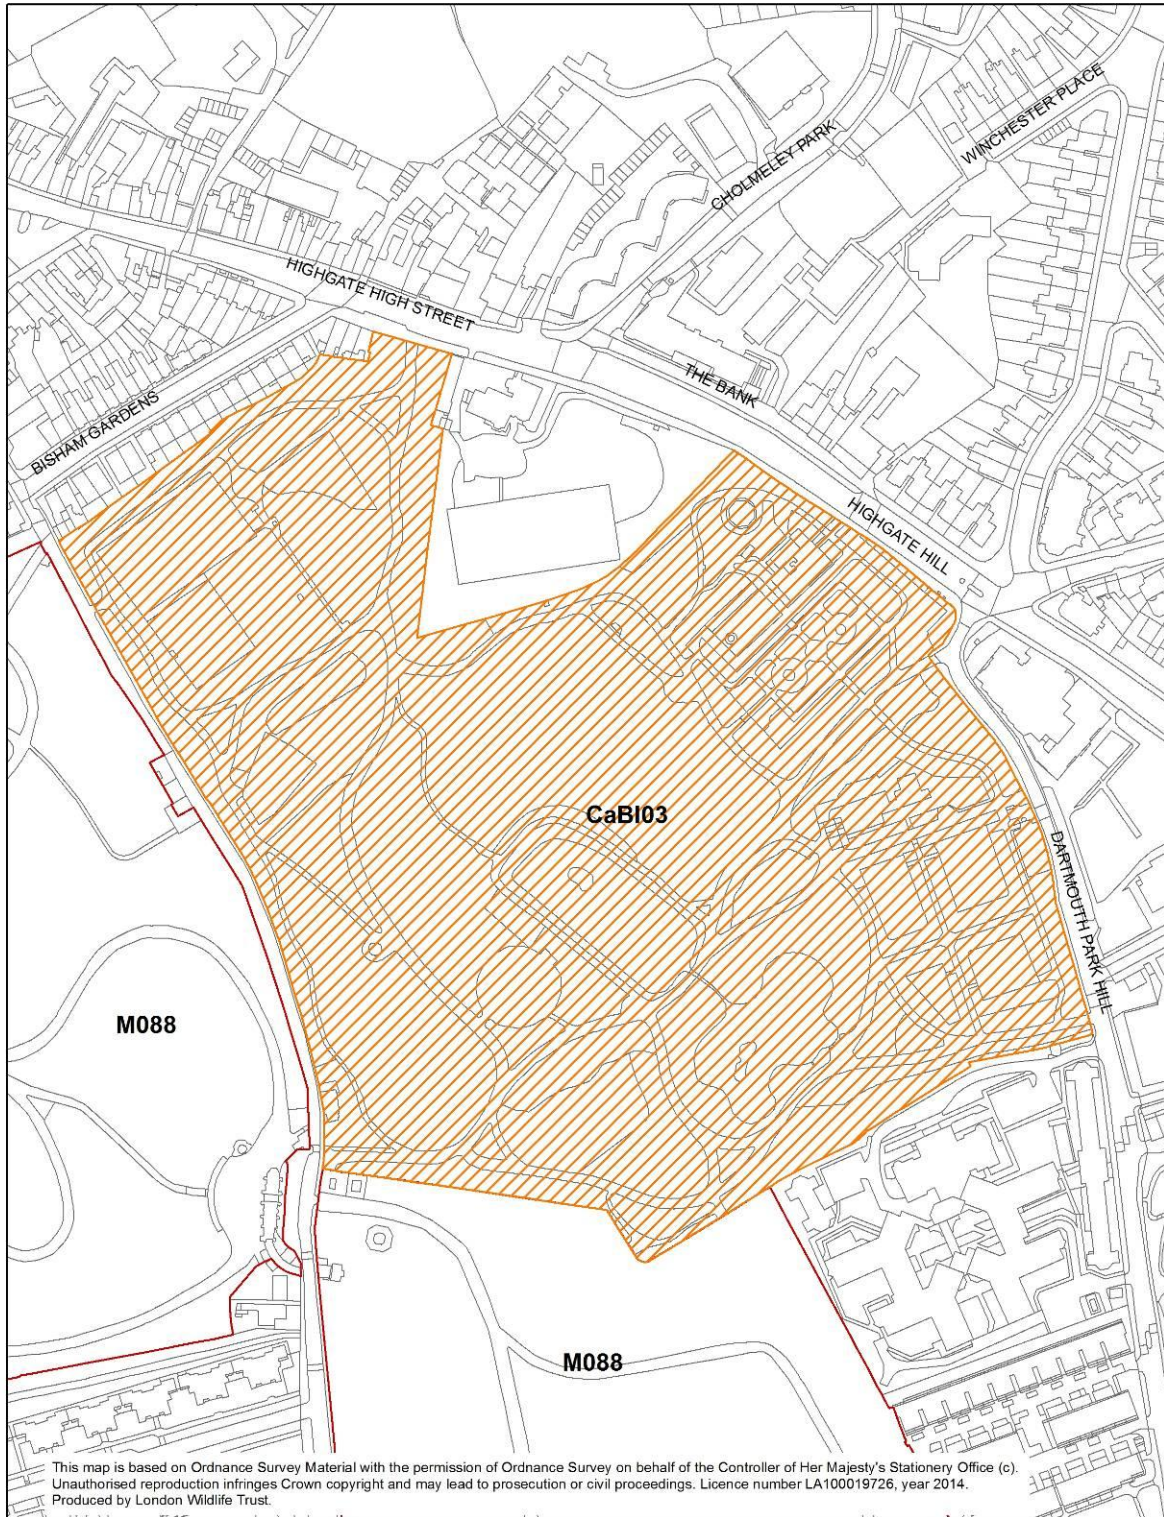 WINCHESTER PLACE
CHOLMELEY PARK
HIGHGATE HIGH STREET
THE BANK
BISHAM GARDENS
HIGHGATE HILL
CaBI03
DARTMOUTH PARK HILL
M088
M088
This map is based on Ordnance Survey Material with the permission of Ordnance Survey on behalf of the Controller of Her Majesty's Stationery Office (c).
Unauthorised reproduction infringes Crown copyright and may lead to prosecution or civil proceedings. Licence number LA100019726, year 2014.
Produced by London Wildlife Trust.